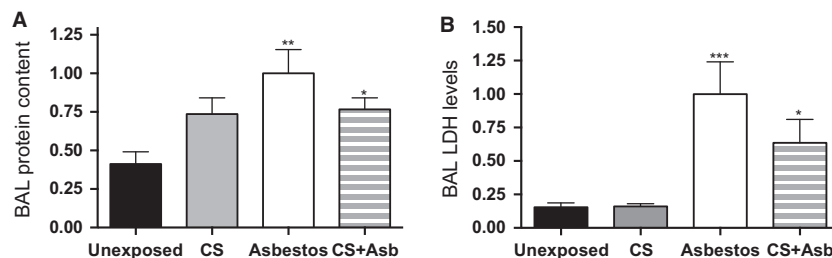 A
BAL protein content
1.25
1.00
0.75
0.50
0.25
0.00
**
*
Unexposed CS Asbestos CS+Asb
B
BAL LDH levels
1.50
1.25
1.00
0.75
0.50
0.25
0.00
***
*
Unexposed CS Asbestos CS+Asb